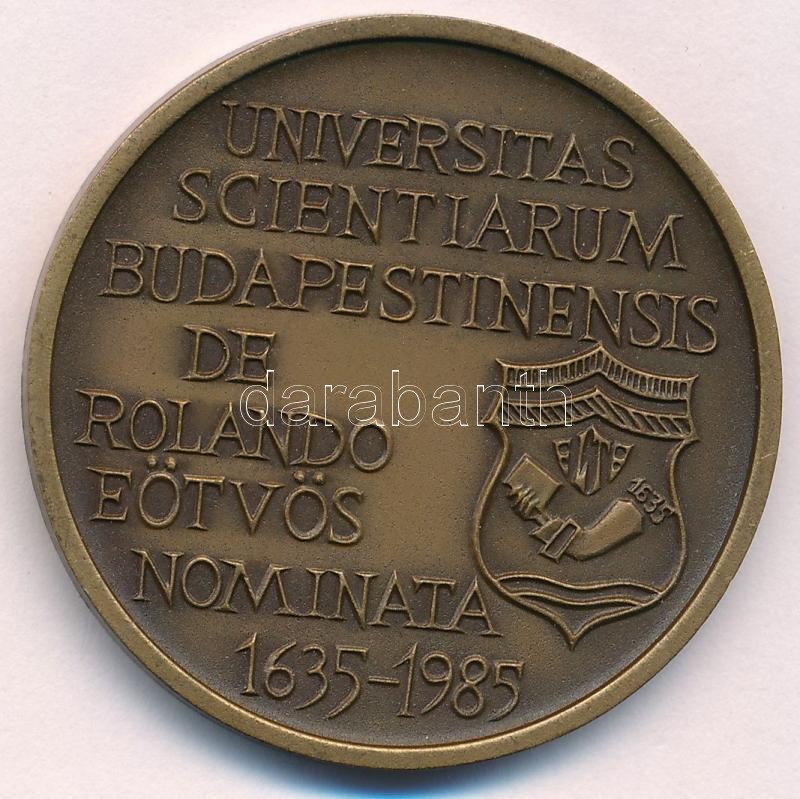 UNIVERSITAS
SCIENTIARUM
BUDAPESTINENSIS
DE
darabanth
ROLANDO
EÖTVÖS
ELTE
1635
NOMINATA
1635-1985